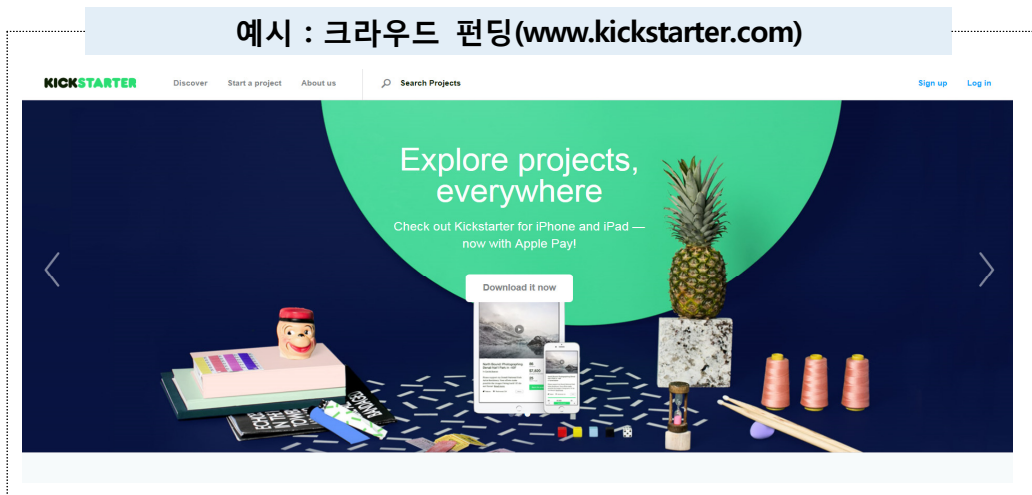 예시 : 크라우드 펀딩(www.kickstarter.com)
KICKSTARTER Discover Start a project About us Search Projects Sign up Log in
Explore projects,
everywhere
Check out Kickstarter for iPhone and iPad —
now with Apple Pay!
Download it now